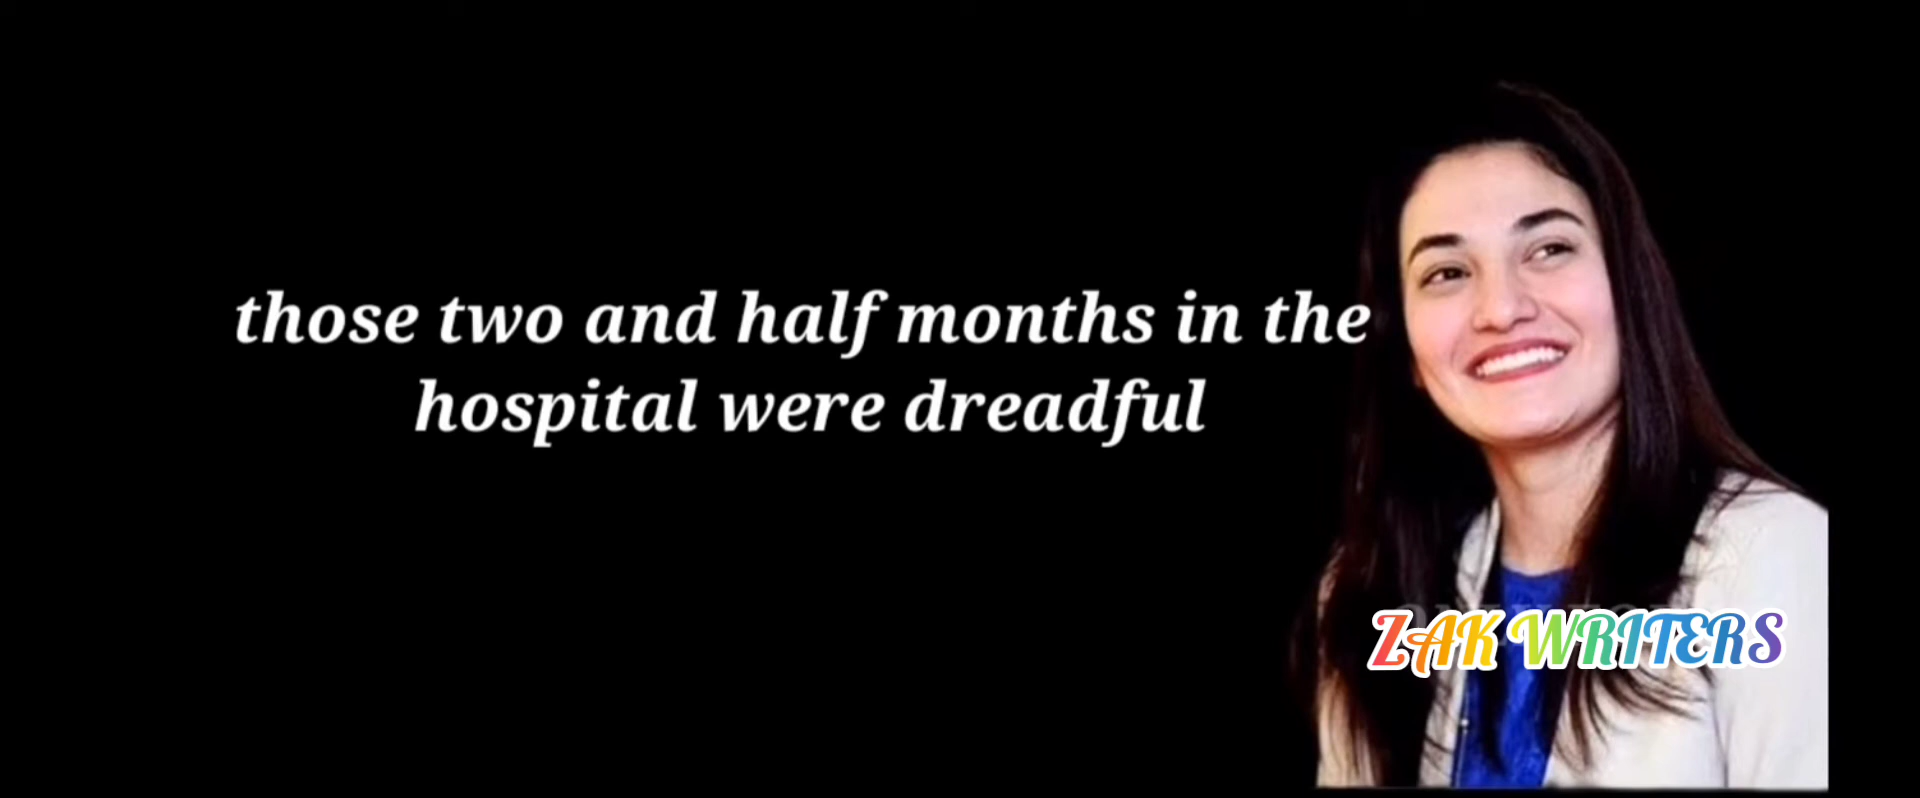 those two and half months in the
hospital were dreadful
ZAK WRITERS